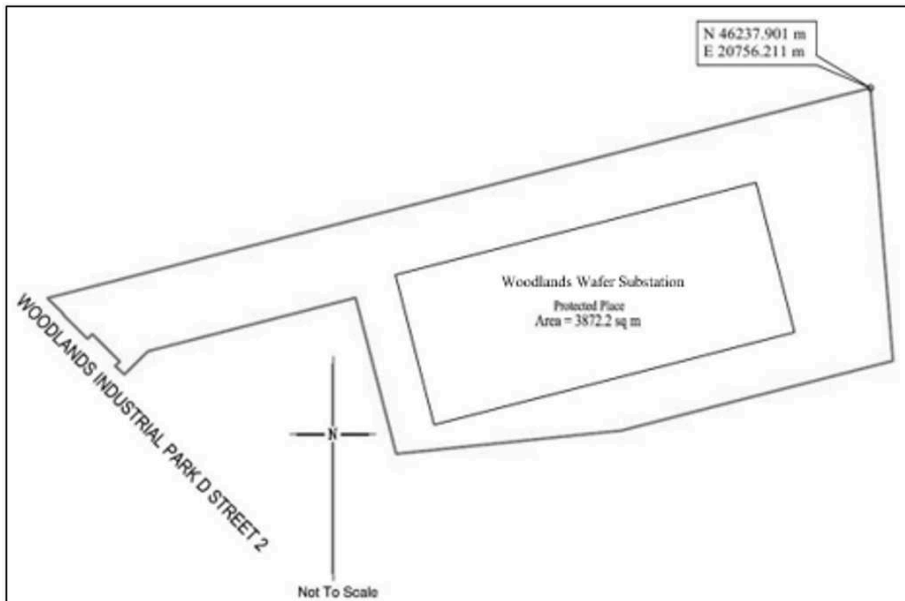 N 46237.901 m
E 20756.211 m
Woodlands Wafer Substation
Protected Place
Area = 3872.2 sq m
WOODLANDS INDUSTRIAL PARK D STREET 2
N
Not To Scale